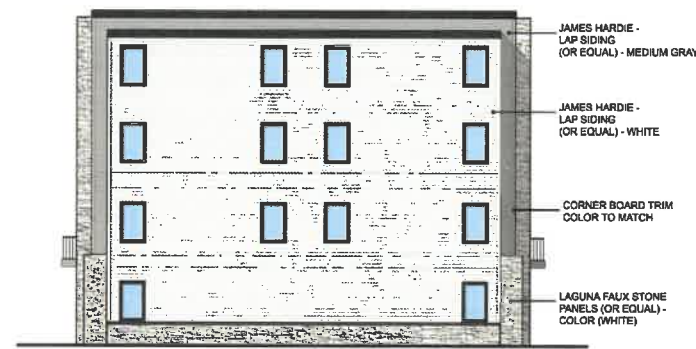 JAMES HARDIE -
LAP SIDING
(OR EQUAL) - MEDIUM GRAY
JAMES HARDIE -
LAP SIDING
(OR EQUAL) - WHITE
CORNER BOARD TRIM
COLOR TO MATCH
LAGUNA FAUX STONE
PANELS (OR EQUAL) -
COLOR (WHITE)